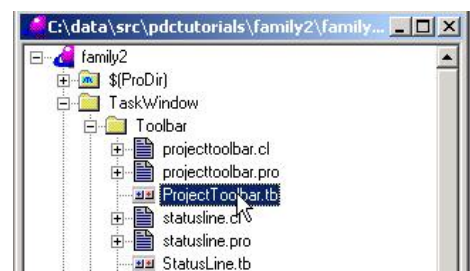 C:\data\src\pdctutorials\family2\family...
family2
$(ProDir)
TaskWindow
Toolbar
projecttoolbar.cl
projecttoolbar.pro
ProjectToolbar.tb
statusline.cl
statusline.pro
StatusLine.tb